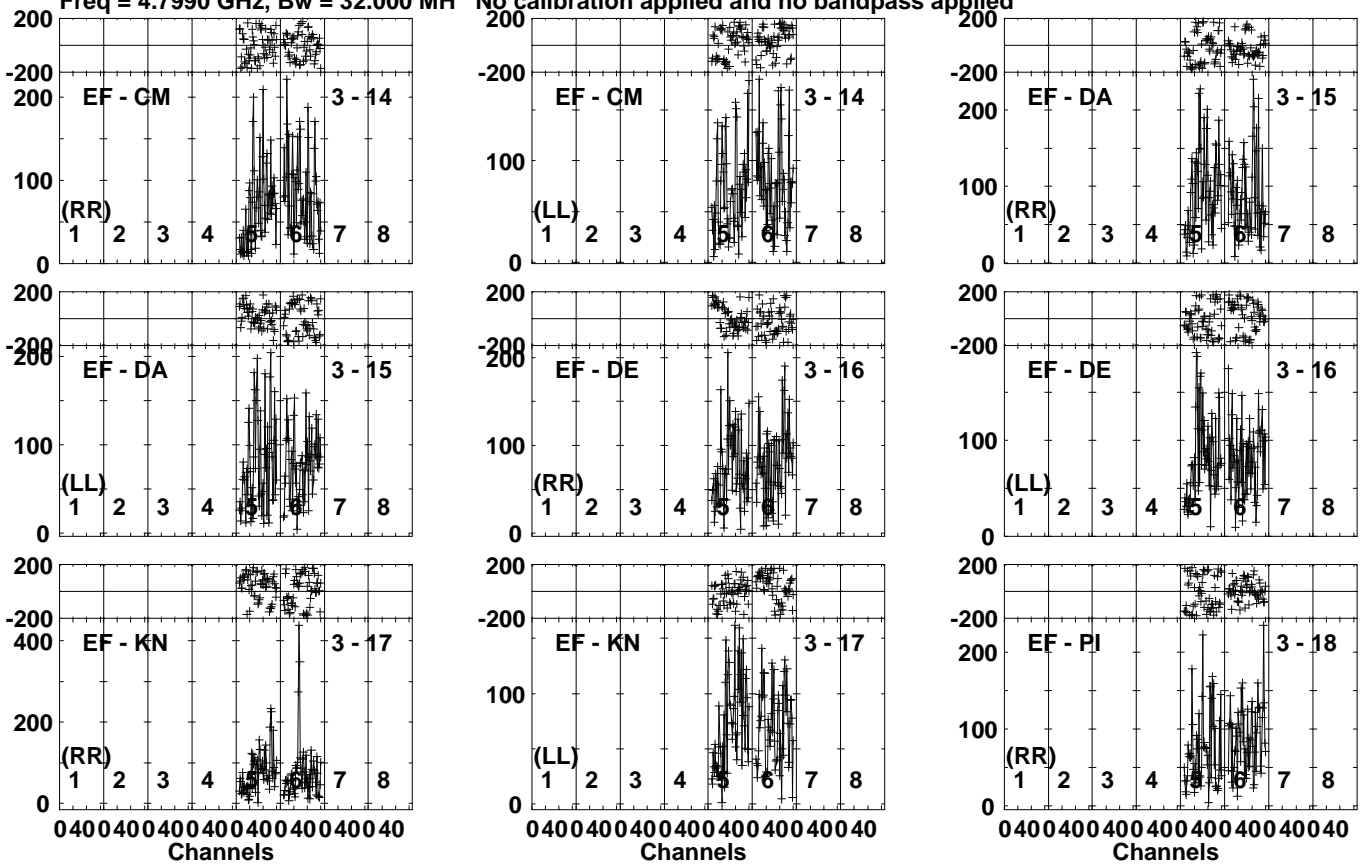 Freq = 4.7990 GHz, Bw = 32.000 MH No calibration applied and no bandpass applied
200
-200
200
100
0
EF - CM
3 - 14
(RR)
1 2 3 4 5 6 7 8
200
-200
100
0
EF - CM
3 - 14
(LL)
1 2 3 4 5 6 7 8
200
-200
200
100
0
EF - DA
3 - 15
(RR)
1 2 3 4 5 6 7 8
200
-200
200
100
0
EF - DA
3 - 15
(LL)
1 2 3 4 5 6 7 8
200
-200
200
100
0
EF - DE
3 - 16
(RR)
1 2 3 4 5 6 7 8
200
-200
100
0
EF - DE
3 - 16
(LL)
1 2 3 4 5 6 7 8
200
-200
400
200
0
EF - KN
3 - 17
(RR)
1 2 3 4 5 6 7 8
0 40 0 40 0 40 0 40 0 40 0 40 0 40 0 40
Channels
200
-200
100
0
EF - KN
3 - 17
(LL)
1 2 3 4 5 6 7 8
0 40 0 40 0 40 0 40 0 40 0 40 0 40 0 40
Channels
200
-200
200
100
0
EF - PI
3 - 18
(RR)
1 2 3 4 5 6 7 8
0 40 0 40 0 40 0 40 0 40 0 40 0 40 0 40
Channels